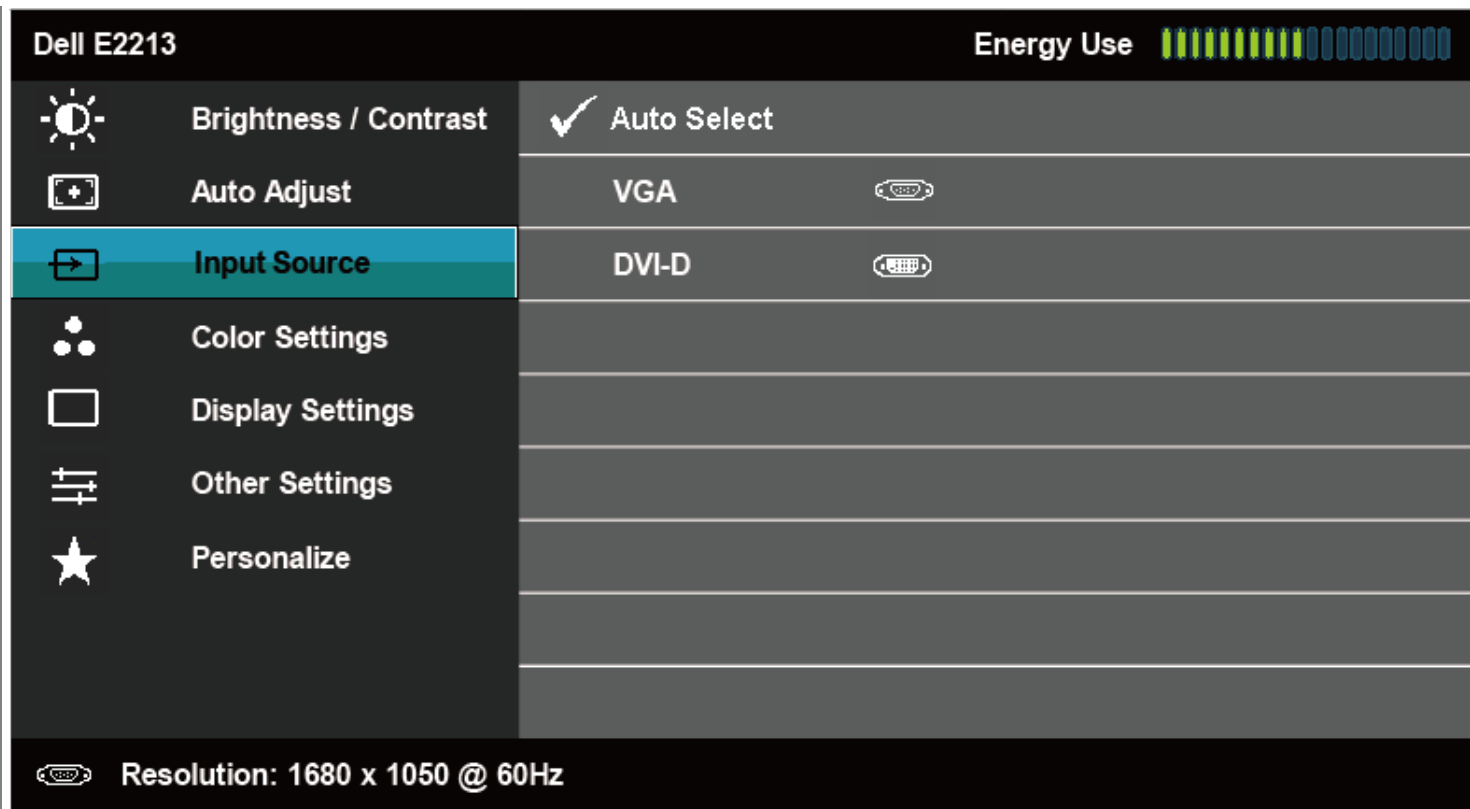 Dell E2213 Energy Use
Brightness / Contrast Auto Select
Auto Adjust VGA
Input Source DVI-D
Color Settings
Display Settings
Other Settings
Personalize
Resolution: 1680 x 1050 @ 60Hz